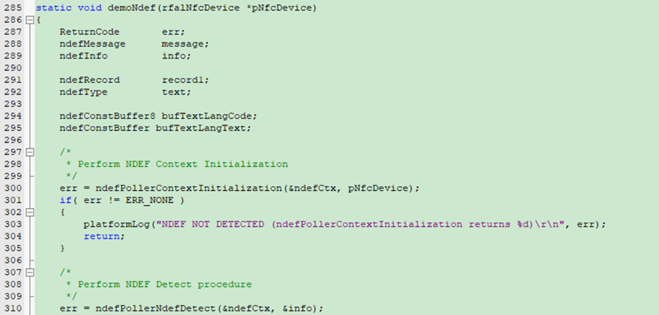 285 static void demoNdef(rfalNfcDevice *pNfcDevice)
286 {
287     ReturnCode       err;
288     ndefMessage      message;
289     ndefInfo         info;
290
291     ndefRecord       record1;
292     ndefType         text;
293
294     ndefConstBuffer8 bufTextLangCode;
295     ndefConstBuffer bufTextLangText;
296
297     /*
298      * Perform NDEF Context Initialization
299      */
300     err = ndefPollerContextInitialization(&ndefCtx, pNfcDevice);
301     if( err != ERR_NONE )
302     {
303         platformLog("NDEF NOT DETECTED (ndefPollerContextInitialization returns %d)\r\n", err);
304         return;
305     }
306
307     /*
308      * Perform NDEF Detect procedure
309      */
310     err = ndefPollerNdefDetect(&ndefCtx, &info);